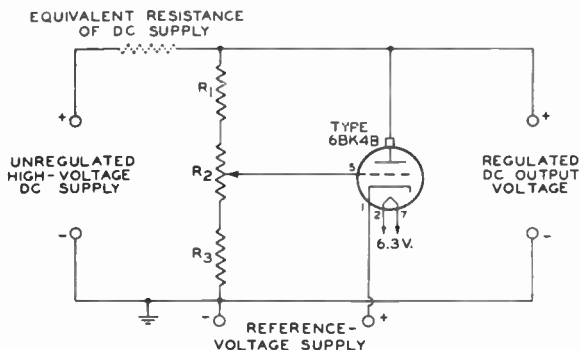 EQUIVALENT RESISTANCE
OF DC SUPPLY
R1
+
+
TYPE
6BK4B
UNREGULATED
HIGH-VOLTAGE
DC SUPPLY
R2
5
REGULATED
DC OUTPUT
VOLTAGE
1
2
7
-
-
R3
6.3 V.
-
REFERENCE-
VOLTAGE SUPPLY
+